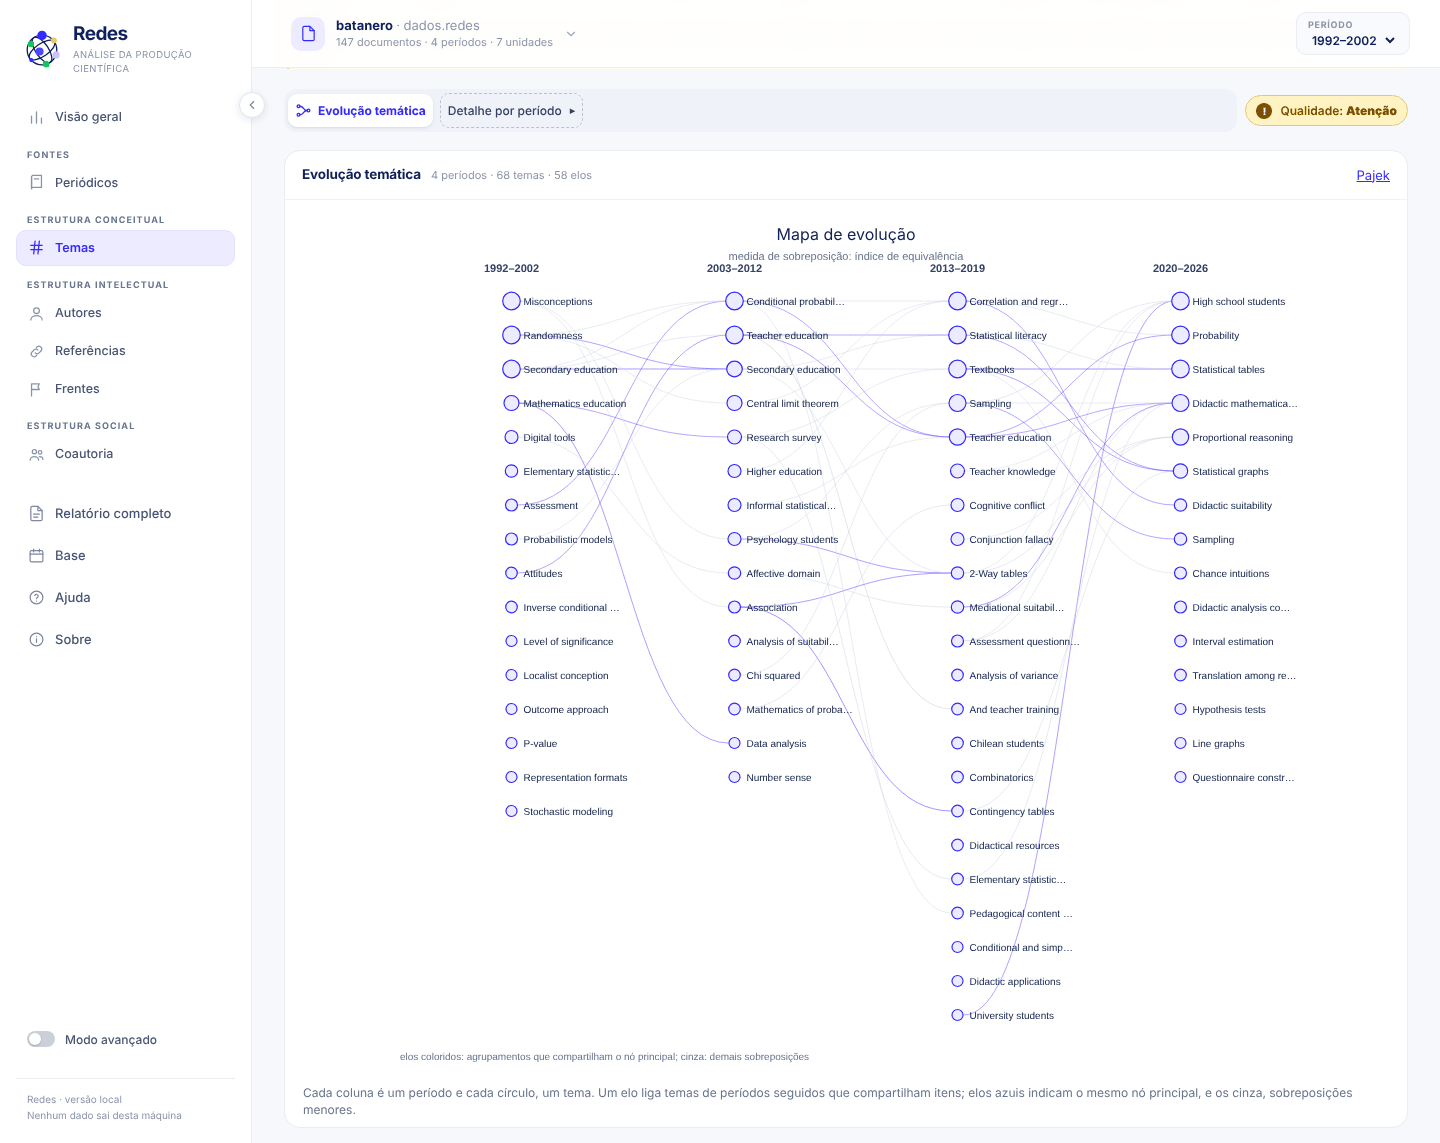 Redes
ANÁLISE DA PRODUÇÃO
CIENTÍFICA
Visão geral
FONTES
Periódicos
ESTRUTURA CONCEITUAL
Temas
ESTRUTURA INTELECTUAL
Autores
Referências
Frentes
ESTRUTURA SOCIAL
Coautoria
Relatório completo
Base
Ajuda
Sobre
Modo avançado
Redes · versão local
Nenhum dado sai desta máquina
batanero · dados.redes
147 documentos · 4 períodos · 7 unidades
PERÍODO
1992–2002
Evolução temática
Detalhe por período ▸
Qualidade: Atenção
Evolução temática 4 períodos · 68 temas · 58 elos
Pajek
Mapa de evolução
medida de sobreposição: índice de equivalência
1992–2002
Misconceptions
Randomness
Secondary education
Mathematics education
Digital tools
Elementary statistic…
Assessment
Probabilistic models
Attitudes
Inverse conditional …
Level of significance
Localist conception
Outcome approach
P-value
Representation formats
Stochastic modeling
2003–2012
Conditional probabil…
Teacher education
Secondary education
Central limit theorem
Research survey
Higher education
Informal statistical…
Psychology students
Affective domain
Association
Analysis of suitabil…
Chi squared
Mathematics of proba…
Data analysis
Number sense
2013–2019
Correlation and regr…
Statistical literacy
Textbooks
Sampling
Teacher education
Teacher knowledge
Cognitive conflict
Conjunction fallacy
2-Way tables
Mediational suitabil…
Assessment questionn…
Analysis of variance
And teacher training
Chilean students
Combinatorics
Contingency tables
Didactical resources
Elementary statistic…
Pedagogical content …
Conditional and simp…
Didactic applications
University students
2020–2026
High school students
Probability
Statistical tables
Didactic mathematica…
Proportional reasoning
Statistical graphs
Didactic suitability
Sampling
Chance intuitions
Didactic analysis co…
Interval estimation
Translation among re…
Hypothesis tests
Line graphs
Questionnaire constr…
elos coloridos: agrupamentos que compartilham o nó principal; cinza: demais sobreposições
Cada coluna é um período e cada círculo, um tema. Um elo liga temas de períodos seguidos que compartilham itens; elos azuis indicam o mesmo nó principal, e os cinza, sobreposições
menores.